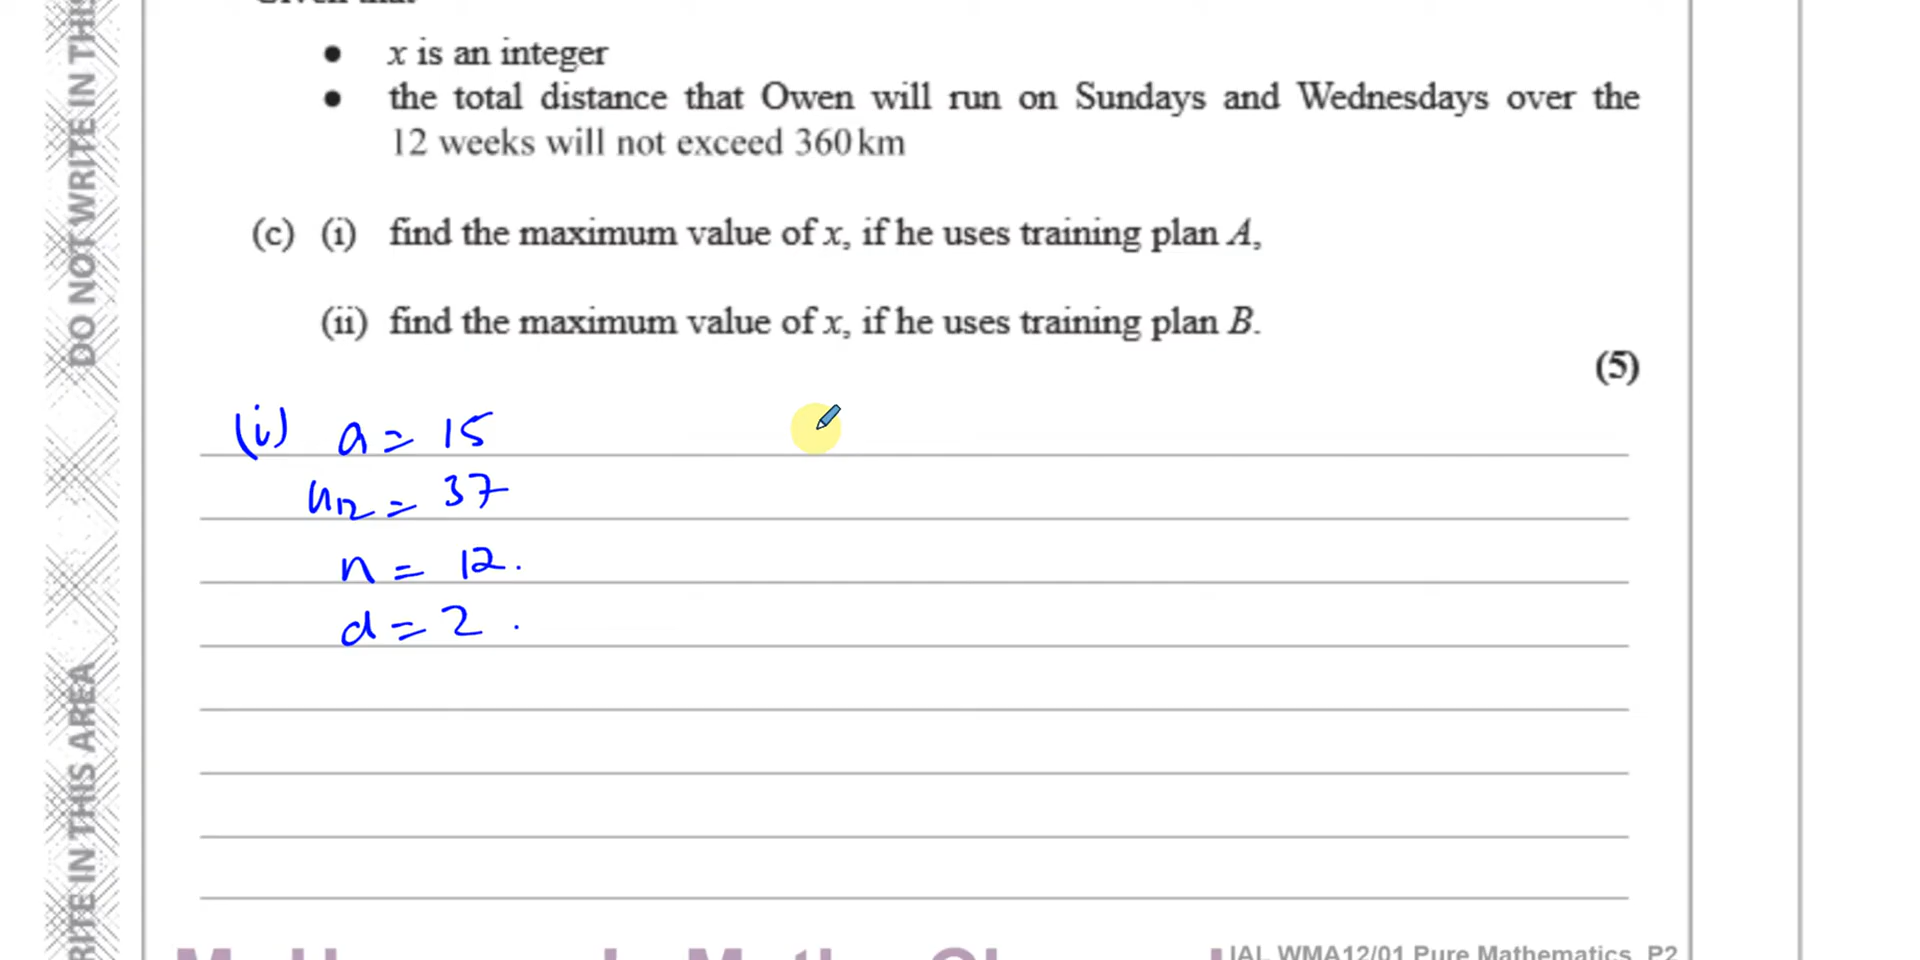 • x is an integer
• the total distance that Owen will run on Sundays and Wednesdays over the
12 weeks will not exceed 360 km
(c) (i) find the maximum value of x, if he uses training plan A,
(ii) find the maximum value of x, if he uses training plan B.
(5)
(i) a = 15
u12 = 37
n = 12.
d = 2.
IAL WMA12/01 Pure Mathematics P2
DO NOT WRITE IN THIS
RITE IN THIS AREA